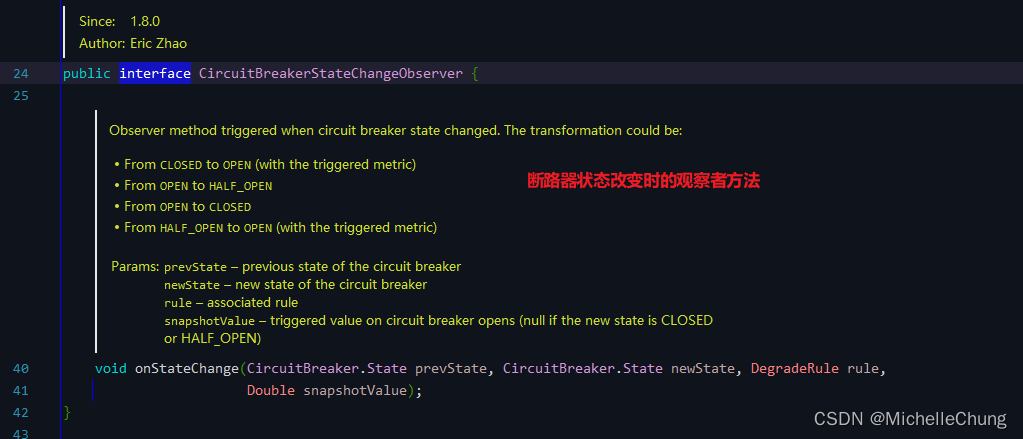 Since: 1.8.0
Author: Eric Zhao
24 public interface CircuitBreakerStateChangeObserver {
25
Observer method triggered when circuit breaker state changed. The transformation could be:
• From CLOSED to OPEN (with the triggered metric)
• From OPEN to HALF_OPEN
断路器状态改变时的观察者方法
• From OPEN to CLOSED
• From HALF_OPEN to OPEN (with the triggered metric)
Params: prevState – previous state of the circuit breaker
newState – new state of the circuit breaker
rule – associated rule
snapshotValue – triggered value on circuit breaker opens (null if the new state is CLOSED
or HALF_OPEN)
40 void onStateChange(CircuitBreaker.State prevState, CircuitBreaker.State newState, DegradeRule rule,
41 Double snapshotValue);
42 }
43
CSDN @MichelleChung